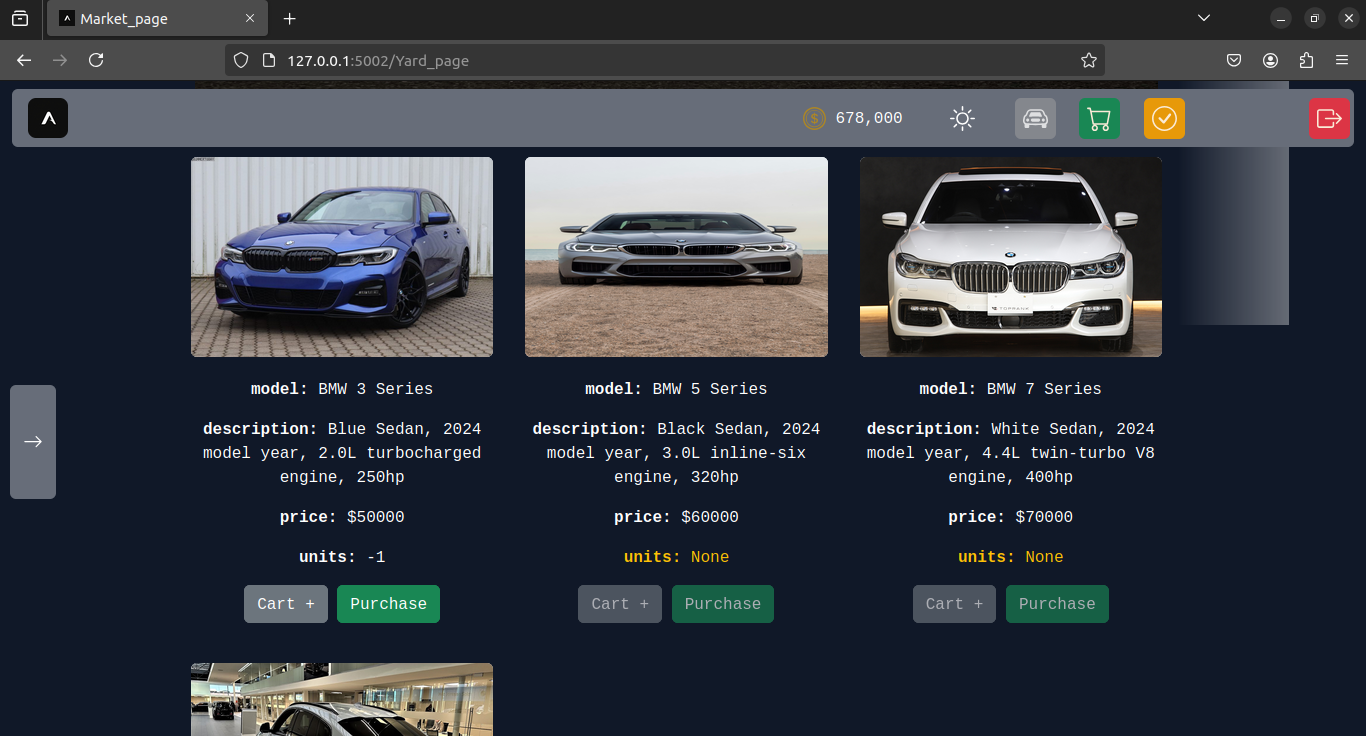 Market_page
127.0.0.1:5002/Yard_page
678,000
TOPRANK
model: BMW 3 Series
description: Blue Sedan, 2024
model year, 2.0L turbocharged
engine, 250hp
price: $50000
units: -1
Cart + Purchase
model: BMW 5 Series
description: Black Sedan, 2024
model year, 3.0L inline-six
engine, 320hp
price: $60000
units: None
Cart + Purchase
model: BMW 7 Series
description: White Sedan, 2024
model year, 4.4L twin-turbo V8
engine, 400hp
price: $70000
units: None
Cart + Purchase